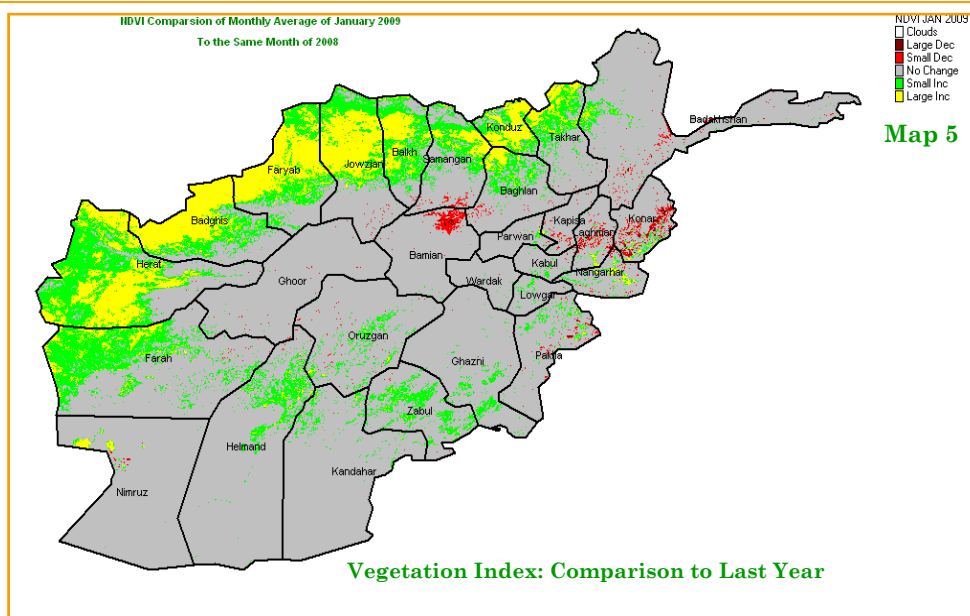 NDVI Comparsion of Monthly Average of January 2009
To the Same Month of 2008
NDVI JAN 2009
Clouds
Large Dec
Small Dec
No Change
Small Inc
Large Inc
Map 5
Badakhshan
Konduz
Takhar
Balkh
Jowzjan
Samangan
Faryab
Baghlan
Badghis
Kapisa
Konar
Laghman
Parwan
Herat
Bamian
Kabul
Nangarhar
Ghoor
Wardak
Lowgar
Oruzgan
Paktia
Farah
Ghazni
Zabul
Helmand
Kandahar
Nimruz
Vegetation Index: Comparison to Last Year